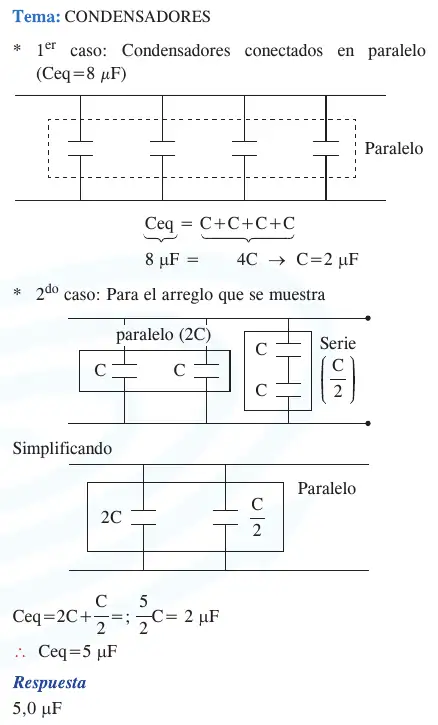 Tema: CONDENSADORES
* 1er caso: Condensadores conectados en paralelo
(Ceq=8 μF)
Paralelo
Ceq = C+C+C+C
8 μF = 4C → C=2 μF
* 2do caso: Para el arreglo que se muestra
paralelo (2C)
C C
C
C
Serie
(C/2)
Simplificando
Paralelo
2C
C/2
Ceq=2C+C/2=; 5/2C= 2 μF
∴ Ceq=5 μF
Respuesta
5,0 μF